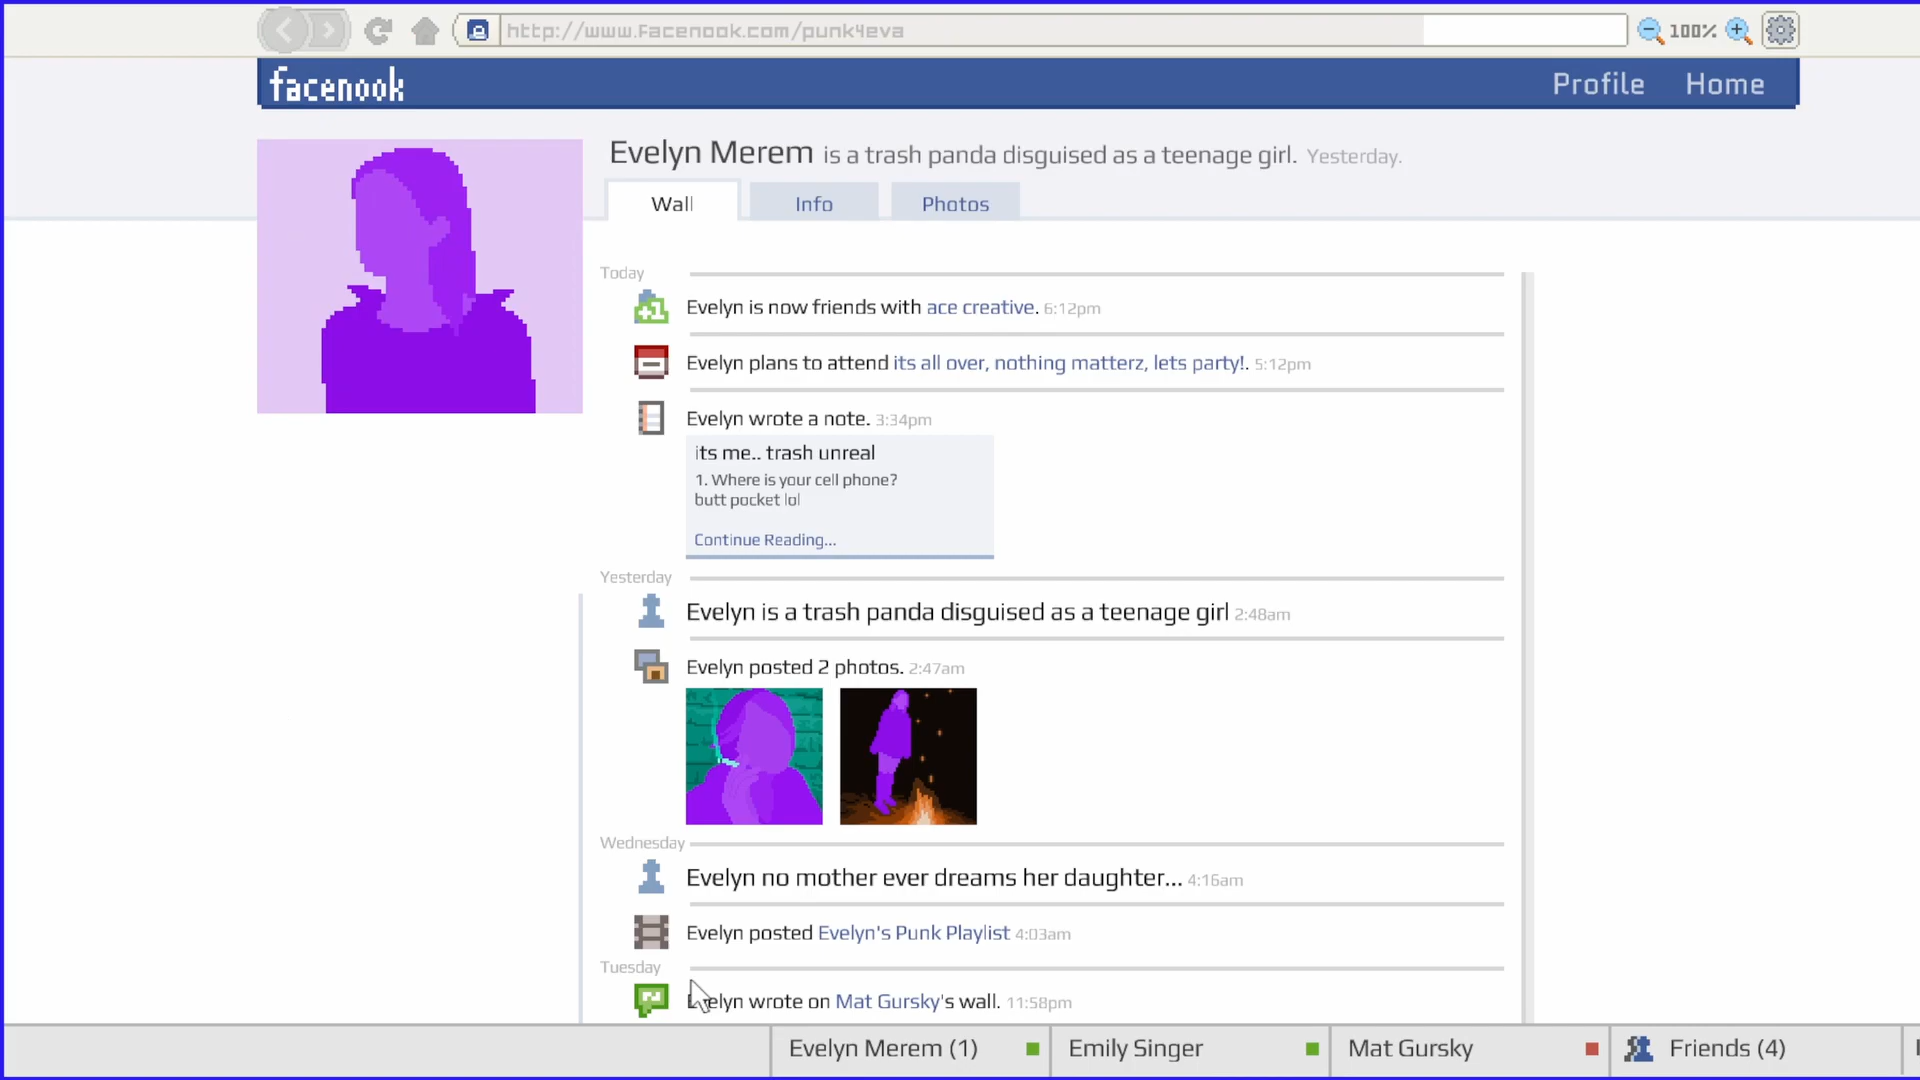 http://www.facenook.com/punk4eva
100%
facenook
Profile
Home
Evelyn Merem is a trash panda disguised as a teenage girl. Yesterday.
Wall
Info
Photos
Today
Evelyn is now friends with ace creative. 6:12pm
Evelyn plans to attend its all over, nothing matterz, lets party!. 5:12pm
Evelyn wrote a note. 3:34pm
its me.. trash unreal
1. Where is your cell phone?
butt pocket lol
Continue Reading...
Yesterday
Evelyn is a trash panda disguised as a teenage girl 2:48am
Evelyn posted 2 photos. 2:47am
Wednesday
Evelyn no mother ever dreams her daughter... 4:16am
Evelyn posted Evelyn's Punk Playlist 4:03am
Tuesday
Evelyn wrote on Mat Gursky's wall. 11:58pm
Evelyn Merem (1)
Emily Singer
Mat Gursky
Friends (4)